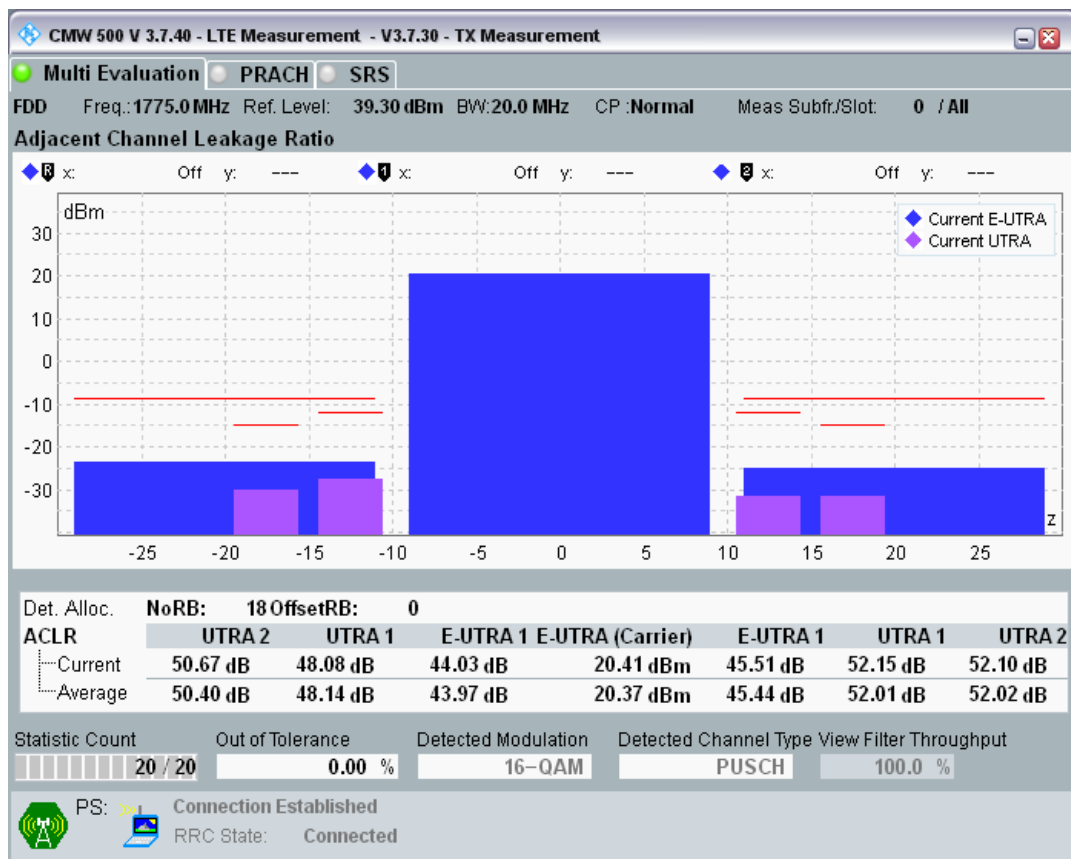 CMW 500 V 3.7.40 - LTE Measurement - V3.7.30 - TX Measurement
Multi Evaluation PRACH SRS
FDD Freq.:1775.0 MHz Ref. Level: 39.30 dBm BW:20.0 MHz CP :Normal Meas Subfr./Slot: 0 / All
Adjacent Channel Leakage Ratio
R x: Off y: --- 1 x: Off y: --- 2 x: Off y: ---
dBm
Current E-UTRA
Current UTRA
30
20
10
0
-10
-20
-30
z
-25 -20 -15 -10 -5 0 5 10 15 20 25
Det. Alloc. NoRB: 18 OffsetRB: 0
ACLR UTRA 2 UTRA 1 E-UTRA 1 E-UTRA (Carrier) E-UTRA 1 UTRA 1 UTRA 2
Current 50.67 dB 48.08 dB 44.03 dB 20.41 dBm 45.51 dB 52.15 dB 52.10 dB
Average 50.40 dB 48.14 dB 43.97 dB 20.37 dBm 45.44 dB 52.01 dB 52.02 dB
Statistic Count Out of Tolerance Detected Modulation Detected Channel Type View Filter Throughput
20 / 20 0.00 % 16-QAM PUSCH 100.0 %
PS: Connection Established
RRC State: Connected